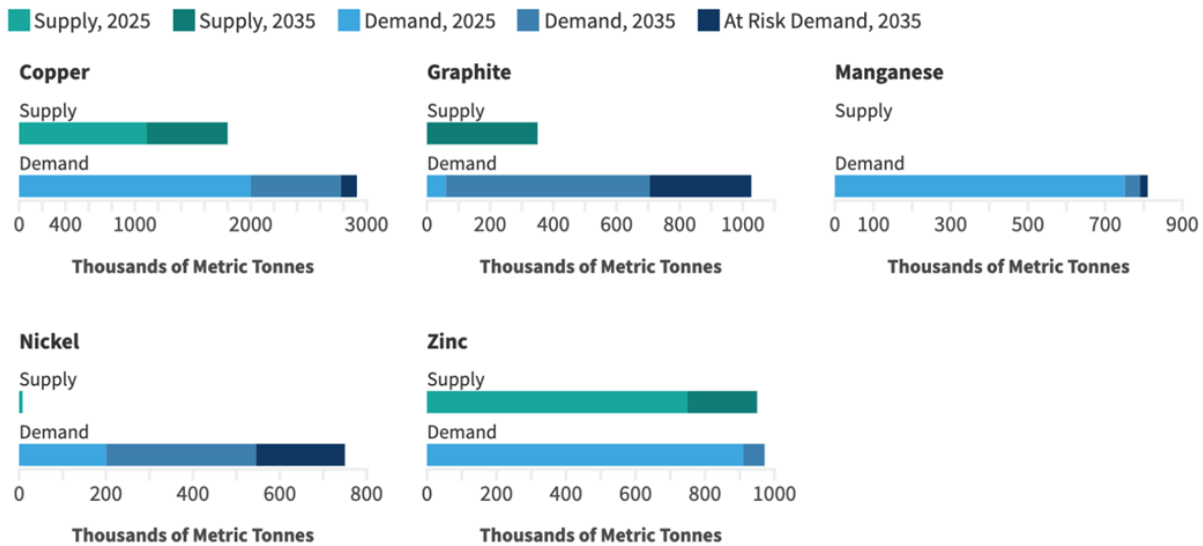 Supply, 2025 Supply, 2035 Demand, 2025 Demand, 2035 At Risk Demand, 2035
Copper
Supply
Demand
0 400 1000 2000 3000
Thousands of Metric Tonnes
Graphite
Supply
Demand
0 200 400 600 800 1000
Thousands of Metric Tonnes
Manganese
Supply
Demand
0 100 300 500 700 900
Thousands of Metric Tonnes
Nickel
Supply
Demand
0 200 400 600 800
Thousands of Metric Tonnes
Zinc
Supply
Demand
0 200 400 600 800 1000
Thousands of Metric Tonnes